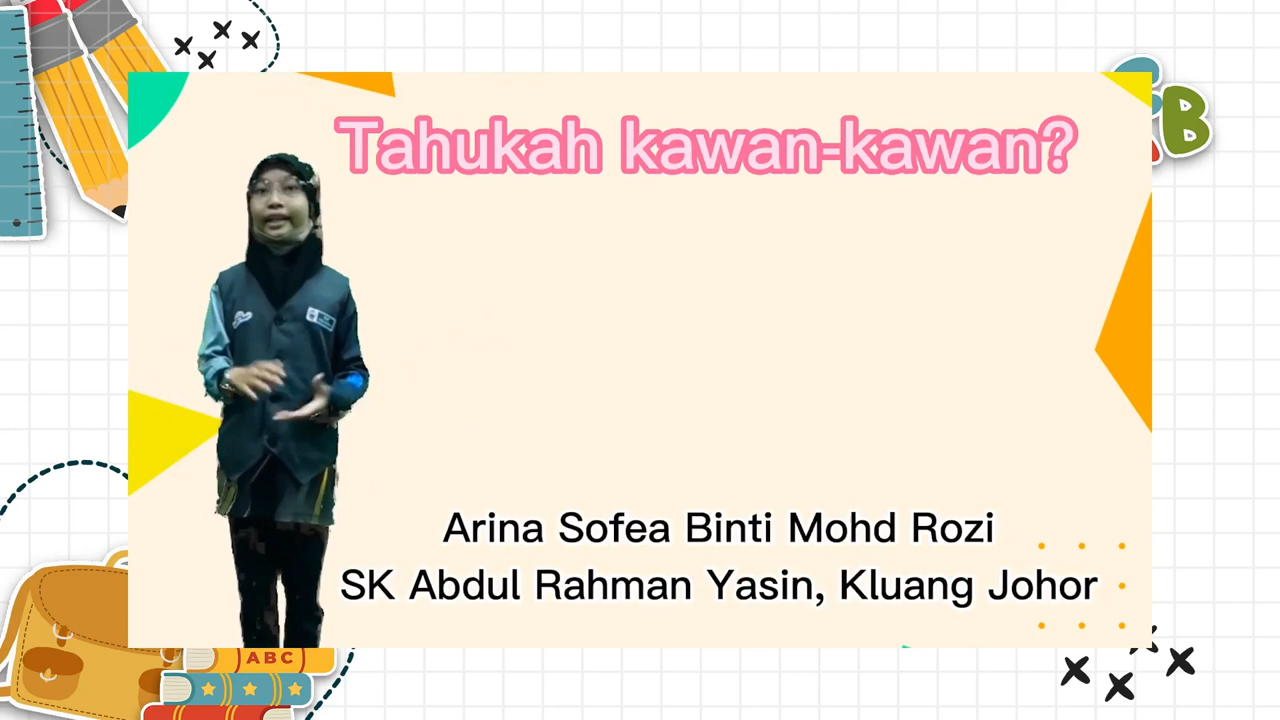 Tahukah kawan-kawan?
Arina Sofea Binti Mohd Rozi
SK Abdul Rahman Yasin, Kluang Johor
ABC